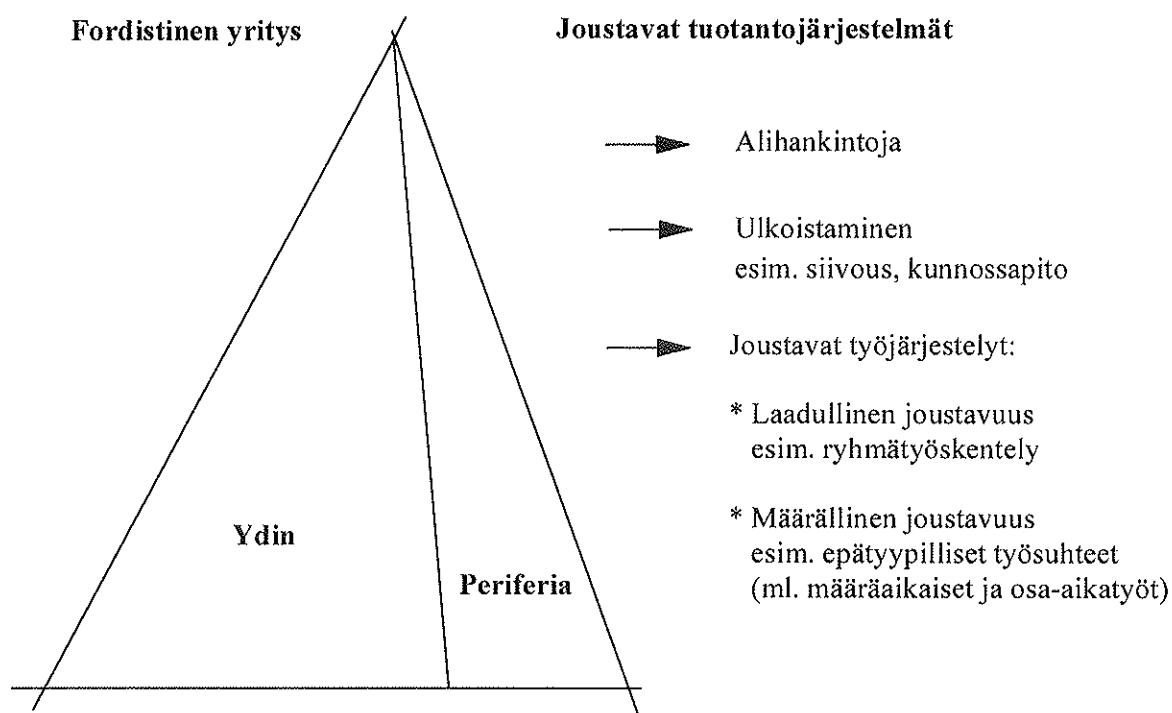 Fordistinen yritys
Joustavat tuotantojärjestelmät
Alihankintoja
Ulkoistaminen
esim. siivous, kunnossapito
Joustavat työjärjestelyt:
* Laadullinen joustavuus
esim. ryhmätyöskentely
* Määrällinen joustavuus
esim. epätyypilliset työsuhteet
(ml. määräaikaiset ja osa-aikatyöt)
Ydin
Periferia